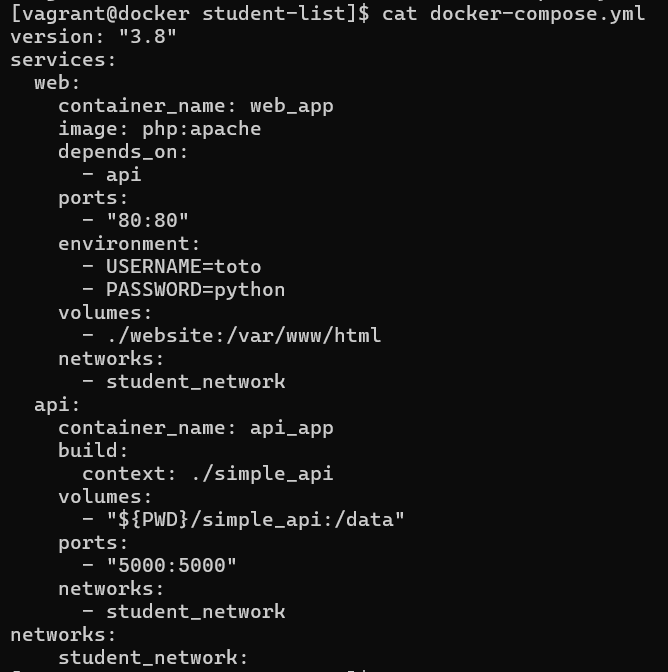 [vagrant@docker student-list]$ cat docker-compose.yml
version: "3.8"
services:
  web:
    container_name: web_app
    image: php:apache
    depends_on:
      - api
    ports:
      - "80:80"
    environment:
      - USERNAME=toto
      - PASSWORD=python
    volumes:
      - ./website:/var/www/html
    networks:
      - student_network
  api:
    container_name: api_app
    build:
      context: ./simple_api
    volumes:
      - "${PWD}/simple_api:/data"
    ports:
      - "5000:5000"
    networks:
      - student_network
networks:
    student_network: